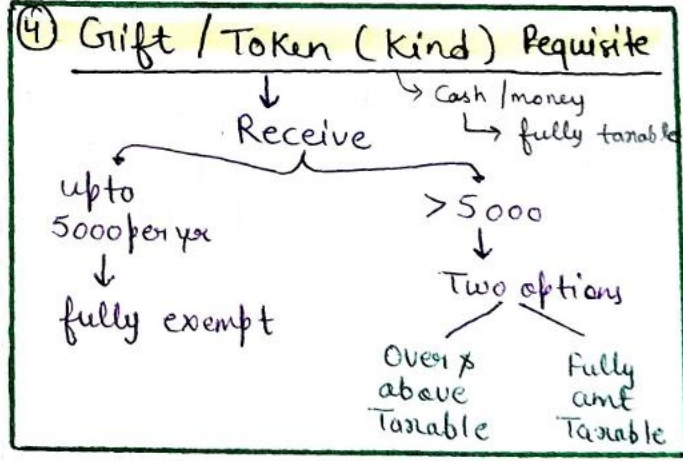 ④ Gift / Token (Kind) Pequisite
↓ ↳ Cash / money
Receive ↳ fully taxable
upto
5000 per yr
↓
fully exempt
> 5000
↓
Two options
Over &
above
Taxable
Fully
amt
Taxable